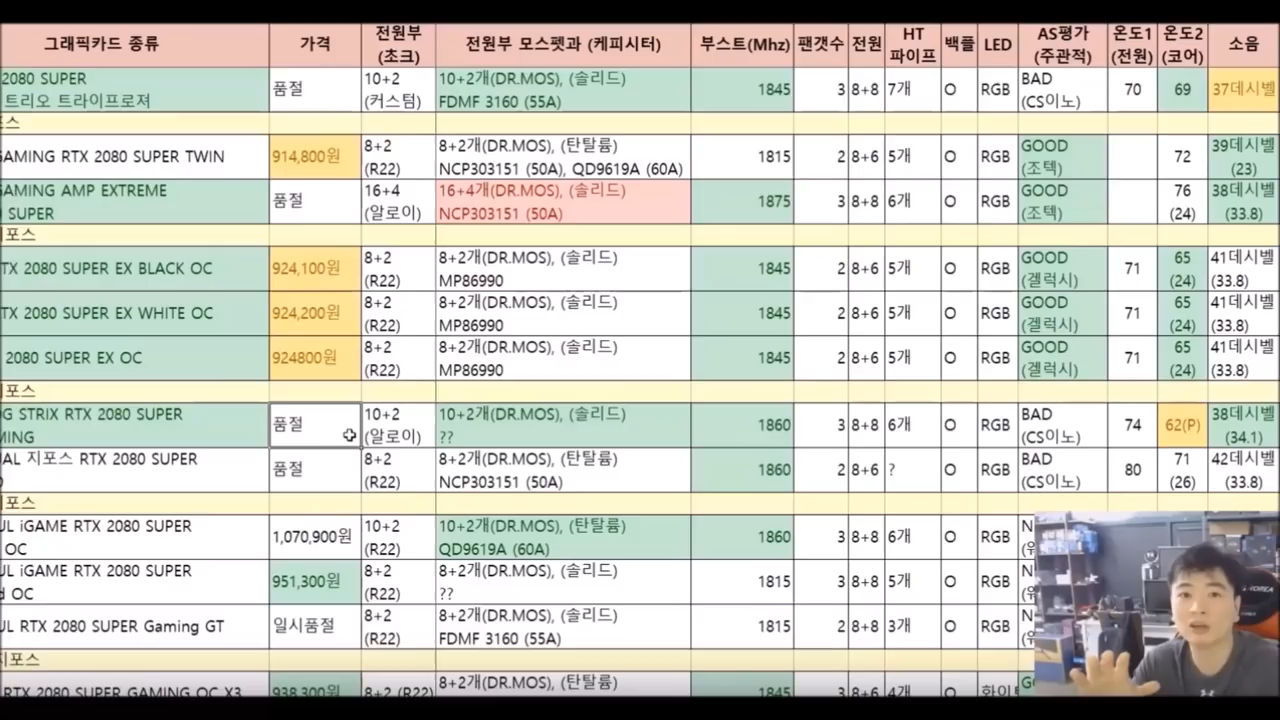 그래픽카드 종류 가격 전원부 (초크) 전원부 모스펫과 (케피시터) 부스트(Mhz) 팬갯수 전원 HT 파이프 백플 LED AS평가 (주관적) 온도1 (전원) 온도2 (코어) 소음
2080 SUPER 트리오 트라이프로져 품절 10+2 (커스텀) 10+2개(DR.MOS), (솔리드) FDMF 3160 (55A) 1845 3 8+8 7개 O RGB BAD (CS이노) 70 69 37데시벨
포스
GAMING RTX 2080 SUPER TWIN 914,800원 8+2 (R22) 8+2개(DR.MOS), (탄탈륨) NCP303151 (50A), QD9619A (60A) 1815 2 8+6 5개 O RGB GOOD (조텍) 72 39데시벨 (23)
GAMING AMP EXTREME SUPER 품절 16+4 (알로이) 16+4개(DR.MOS), (솔리드) NCP303151 (50A) 1875 3 8+8 6개 O RGB GOOD (조텍) 76 (24) 38데시벨 (33.8)
지포스
TX 2080 SUPER EX BLACK OC 924,100원 8+2 (R22) 8+2개(DR.MOS), (솔리드) MP86990 1845 2 8+6 5개 O RGB GOOD (겔럭시) 71 65 (24) 41데시벨 (33.8)
TX 2080 SUPER EX WHITE OC 924,200원 8+2 (R22) 8+2개(DR.MOS), (솔리드) MP86990 1845 2 8+6 5개 O RGB GOOD (겔럭시) 71 65 (24) 41데시벨 (33.8)
2080 SUPER EX OC 924800원 8+2 (R22) 8+2개(DR.MOS), (솔리드) MP86990 1845 2 8+6 5개 O RGB GOOD (겔럭시) 71 65 (24) 41데시벨 (33.8)
지포스
OG STRIX RTX 2080 SUPER MING 품절 10+2 (알로이) 10+2개(DR.MOS), (솔리드) ?? 1860 3 8+8 6개 O RGB BAD (CS이노) 74 62(P) 38데시벨 (34.1)
UAL 지포스 RTX 2080 SUPER 품절 8+2 (R22) 8+2개(DR.MOS), (탄탈륨) NCP303151 (50A) 1860 2 8+6 ? O RGB BAD (CS이노) 80 71 (26) 42데시벨 (33.8)
지포스
UL iGAME RTX 2080 SUPER OC 1,070,900원 10+2 (R22) 10+2개(DR.MOS), (탄탈륨) QD9619A (60A) 1860 3 8+8 6개 O RGB
UL iGAME RTX 2080 SUPER OC 951,300원 8+2 (R22) 8+2개(DR.MOS), (솔리드) ?? 1815 3 8+8 5개 O RGB
UL RTX 2080 SUPER Gaming GT 일시품절 8+2 (R22) 8+2개(DR.MOS), (솔리드) FDMF 3160 (55A) 1815 2 8+8 3개 O RGB
지포스
RTX 2080 SUPER GAMING OC X3 938,300원 8+2 (R22) 8+2개(DR.MOS), (탄탈륨) 1845 3 8+6 4개 O